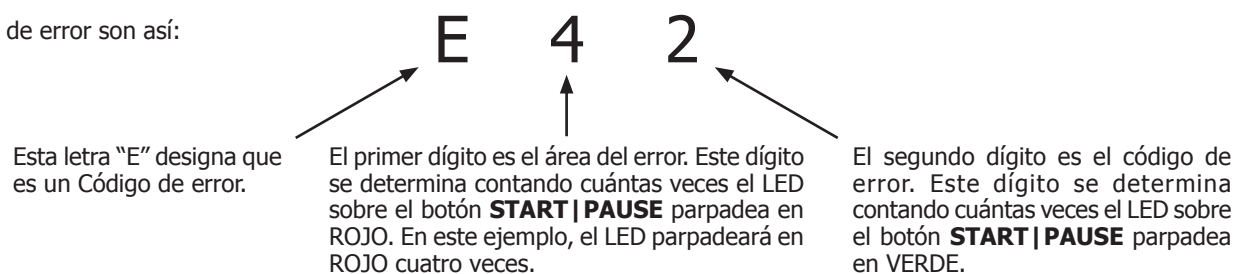 de error son así:
E 4 2
Esta letra “E” designa que
es un Código de error.
El primer dígito es el área del error. Este dígito
se determina contando cuántas veces el LED
sobre el botón START|PAUSE parpadea en
ROJO. En este ejemplo, el LED parpadeará en
ROJO cuatro veces.
El segundo dígito es el código de
error. Este dígito se determina
contando cuántas veces el LED sobre
el botón START|PAUSE parpadea
en VERDE.